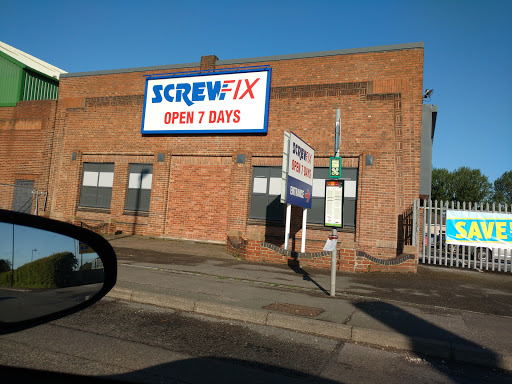 SCREWFIX
OPEN 7 DAYS
SCREWFIX
OPEN 7 DAYS
ENTRANCE
SAVE